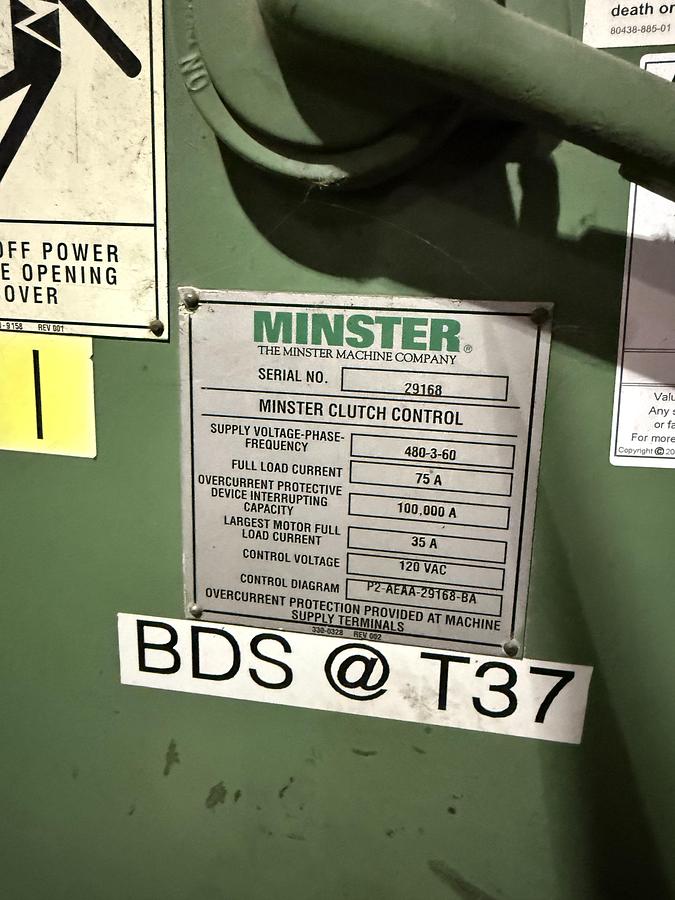 death or
80438-885-01
NO
OFF POWER
E OPENING
OVER
-9158 REV 001
MINSTER®
THE MINSTER MACHINE COMPANY
SERIAL NO. 29168
MINSTER CLUTCH CONTROL
SUPPLY VOLTAGE-PHASE-
FREQUENCY 480-3-60
FULL LOAD CURRENT 75 A
OVERCURRENT PROTECTIVE
DEVICE INTERRUPTING
CAPACITY 100,000 A
LARGEST MOTOR FULL
LOAD CURRENT 35 A
CONTROL VOLTAGE 120 VAC
CONTROL DIAGRAM P2-AEAA-29168-BA
OVERCURRENT PROTECTION PROVIDED AT MACHINE
SUPPLY TERMINALS
330-0328 REV 002
BDS @ T37
Valu
Any s
or fa
For more
Copyright © 20